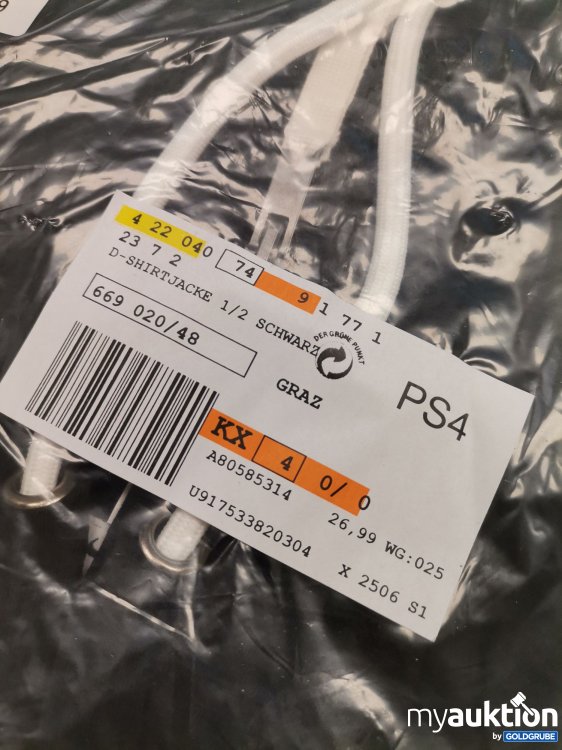 9
4 22 040 74 9 1 77 1
23 7 2
D-SHIRTJACKE 1/2 SCHWARZ
669 020/48
DER GRÜNE PUNKT
GRAZ
PS4
KX 4 0/ 0
A80585314
26,99 WG:025
U917533820304
X 2506 S1
myauktion
by GOLDGRUBE